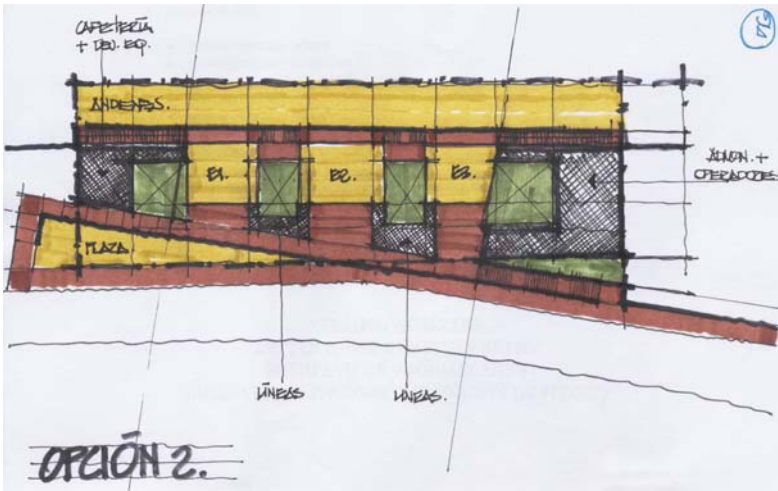 CAFETERÍA
+ DEV. EQ.
ANDENES.
E1.
E2.
E3.
ADMON. +
OPERADORES
PLAZA
LÍNEAS
LÍNEAS.
OPCIÓN 2.